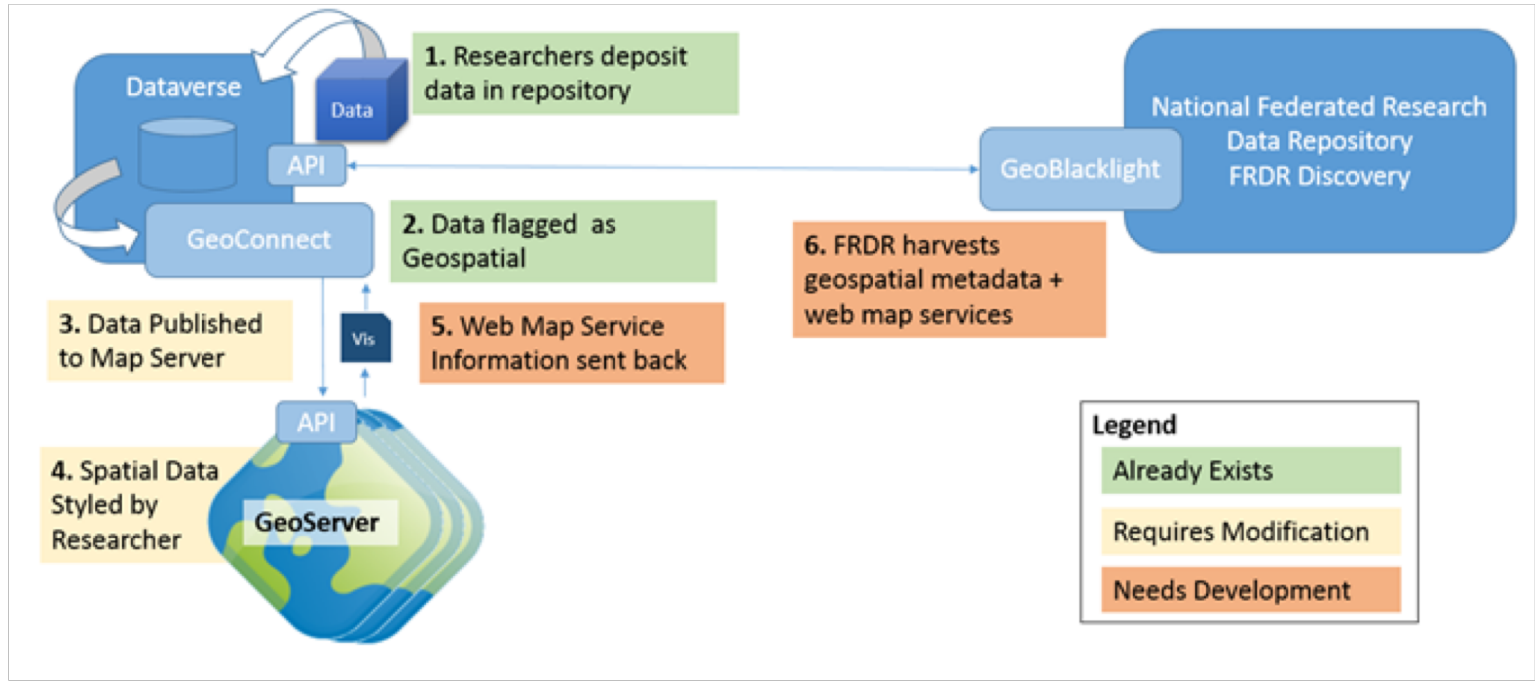 Dataverse
Data
1. Researchers deposit
data in repository
API
GeoConnect
2. Data flagged as
Geospatial
National Federated Research
Data Repository
FRDR Discovery
GeoBlacklight
6. FRDR harvests
geospatial metadata +
web map services
3. Data Published
to Map Server
Vis
5. Web Map Service
Information sent back
API
4. Spatial Data
Styled by
Researcher
GeoServer
Legend
Already Exists
Requires Modification
Needs Development